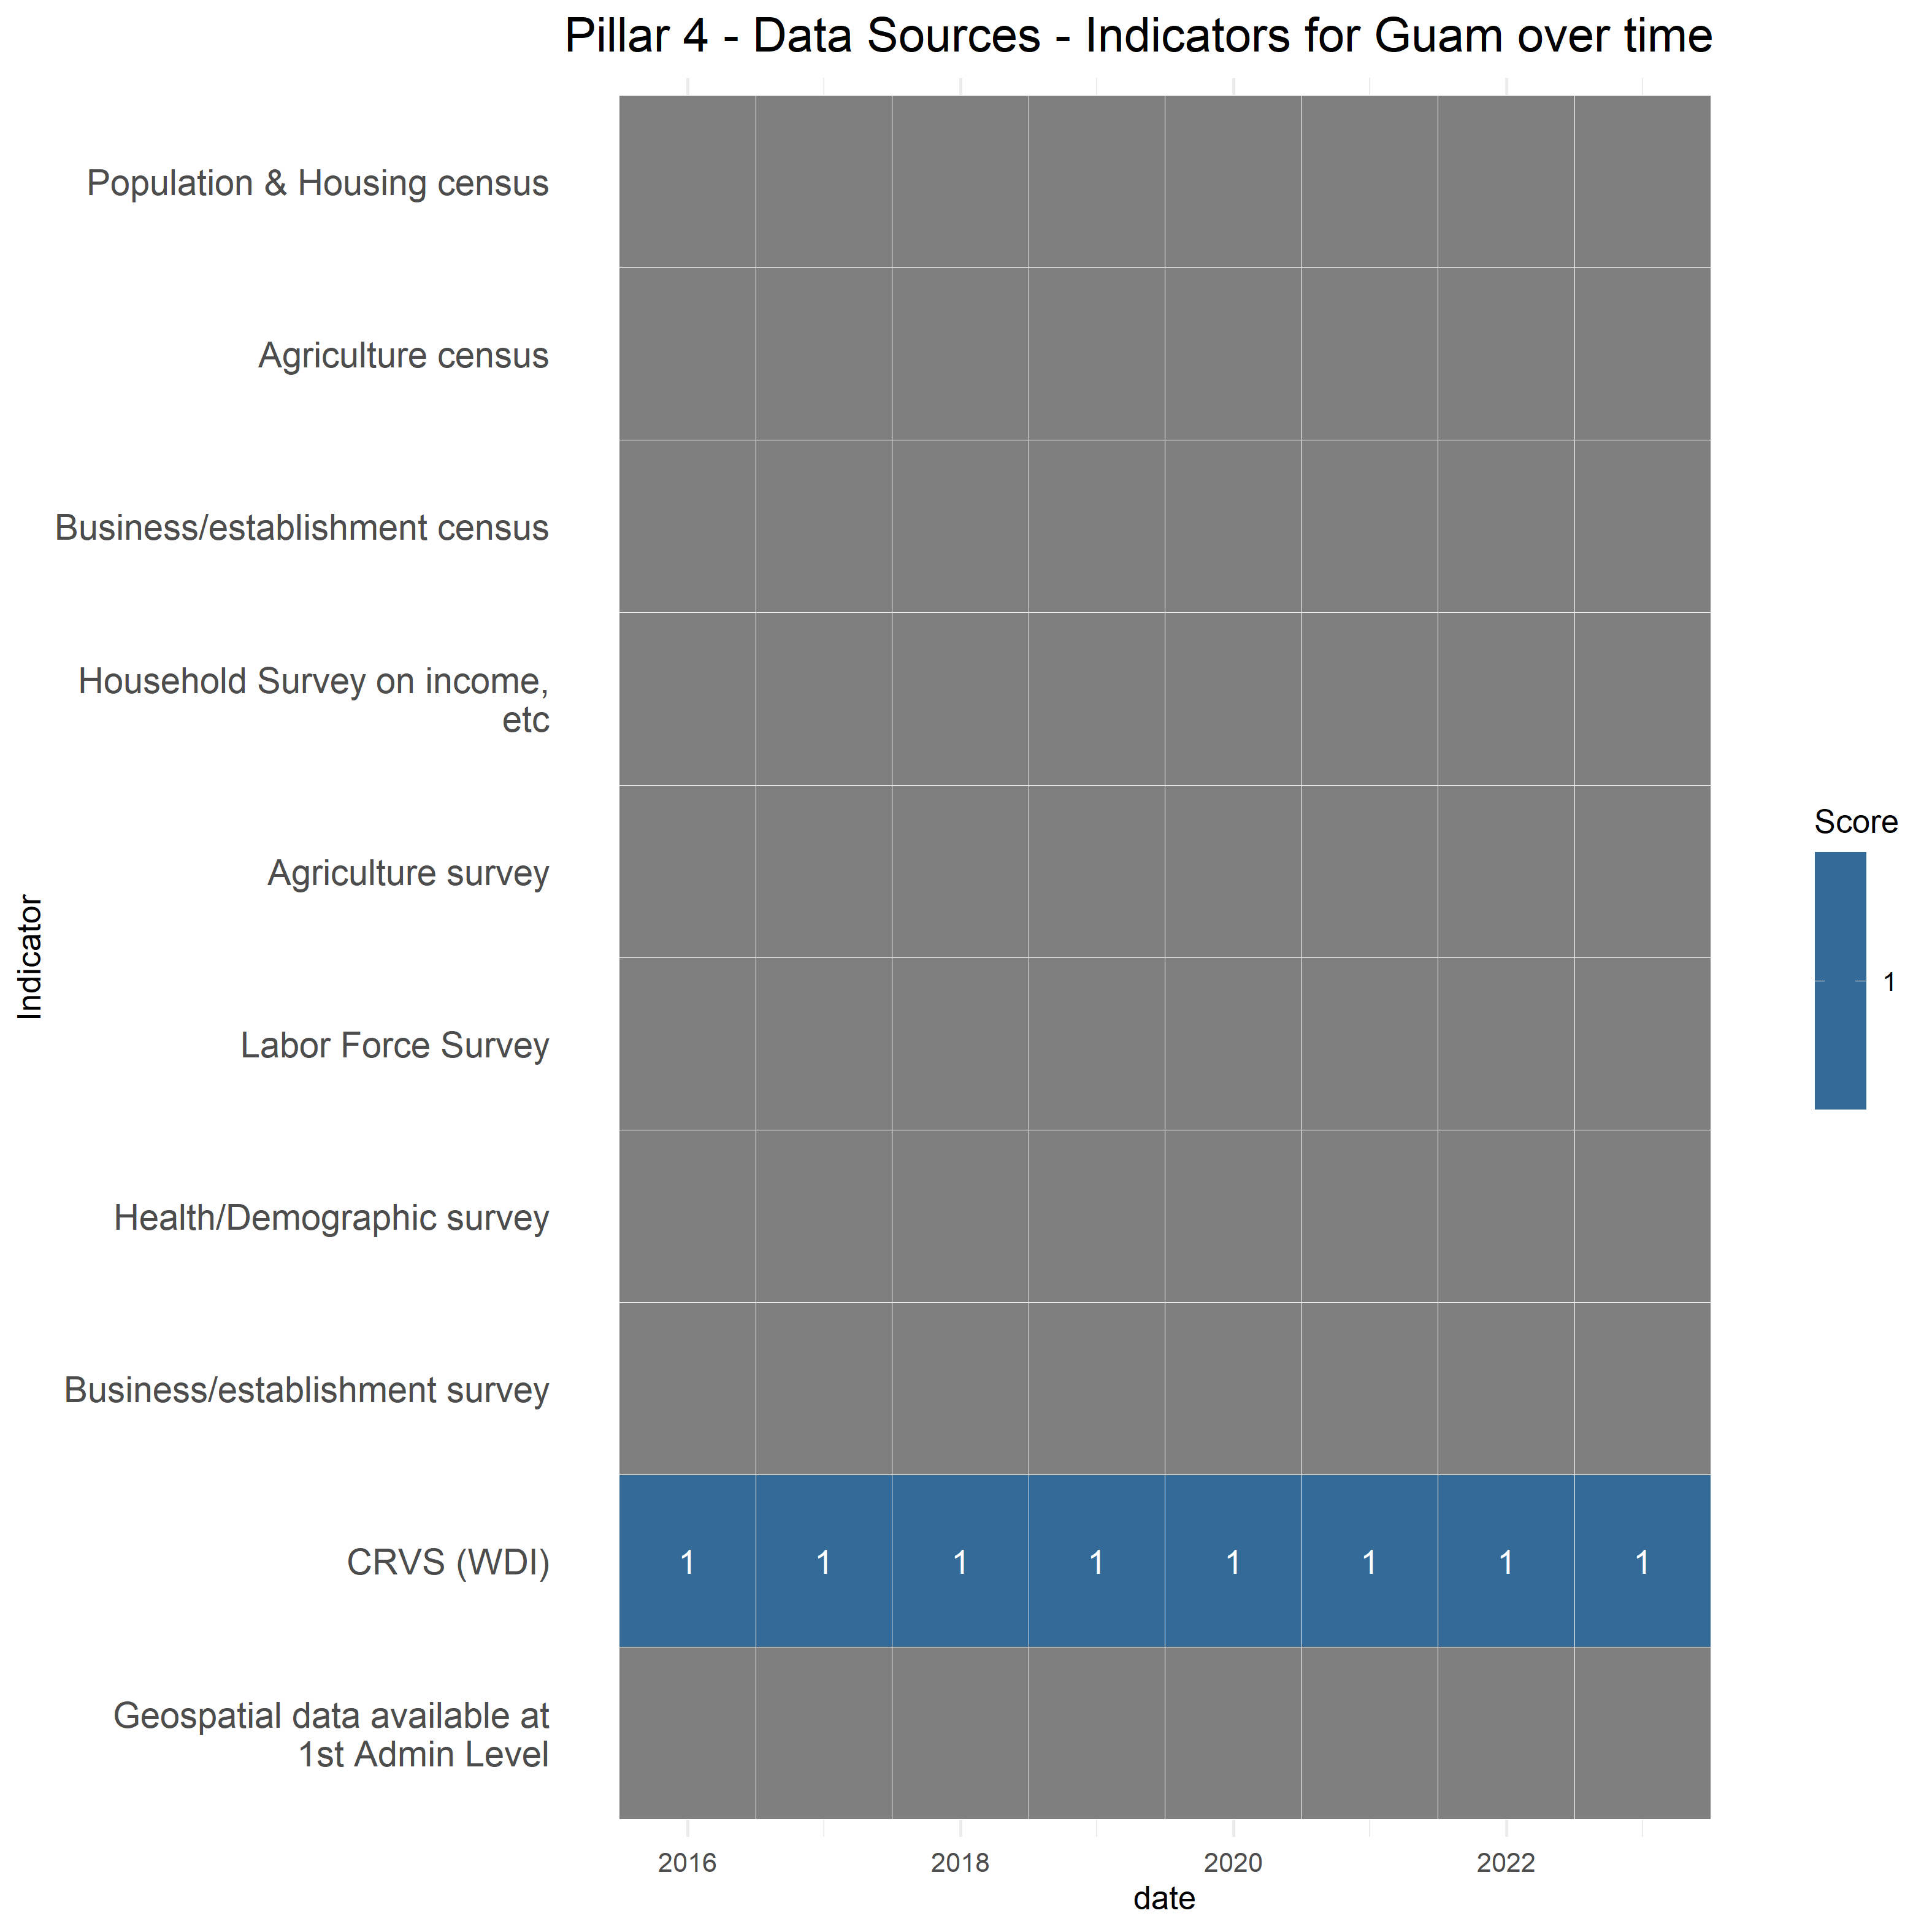 Pillar 4 - Data Sources - Indicators for Guam over time
Population & Housing census
Agriculture census
Business/establishment census
Household Survey on income,
etc
Agriculture survey
Labor Force Survey
Health/Demographic survey
Business/establishment survey
CRVS (WDI)
1 1 1 1 1 1 1 1
Geospatial data available at
1st Admin Level
Indicator
2016 2018 2020 2022
date
Score
1